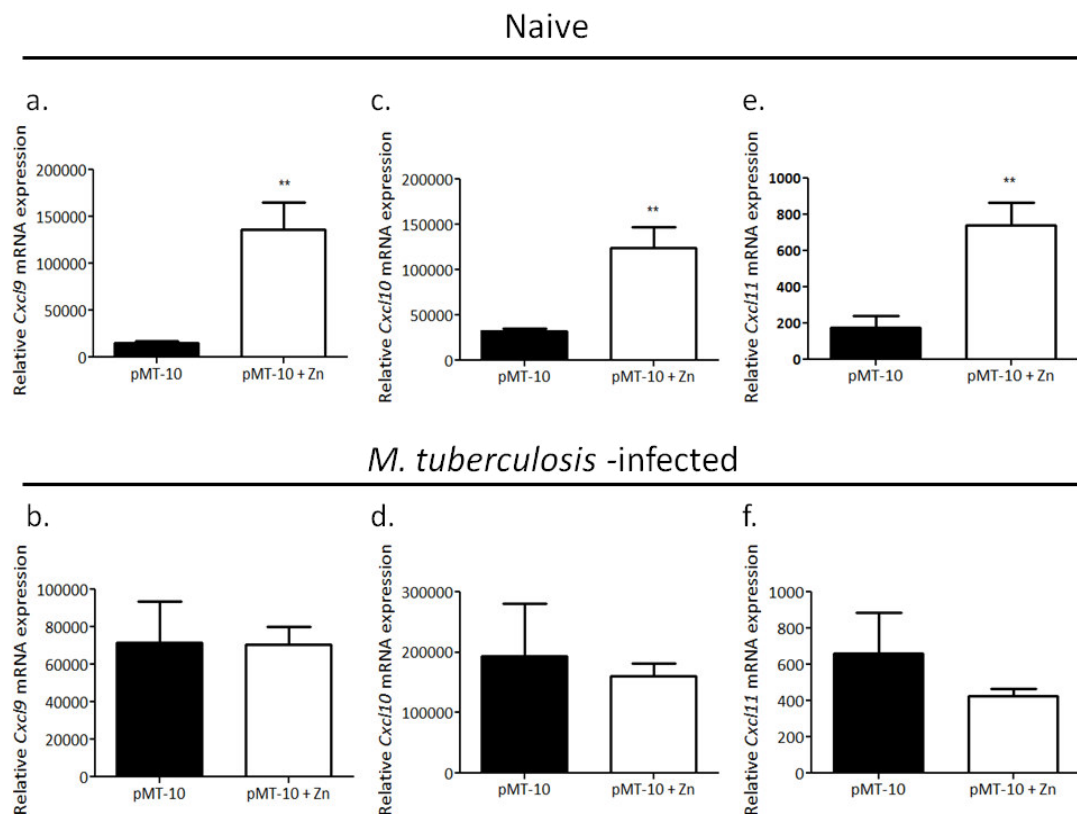 Naive
a.
Relative Cxcl9 mRNA expression
200000
150000
100000
50000
0
**
pMT-10
pMT-10 + Zn
c.
Relative Cxcl10 mRNA expression
200000
150000
100000
50000
0
**
pMT-10
pMT-10 + Zn
e.
Relative Cxcl11 mRNA expression
1000
800
600
400
200
0
**
pMT-10
pMT-10 + Zn
M. tuberculosis -infected
b.
Relative Cxcl9 mRNA expression
100000
80000
60000
40000
20000
0
pMT-10
pMT-10 + Zn
d.
Relative Cxcl10 mRNA expression
300000
200000
100000
0
pMT-10
pMT-10 + Zn
f.
Relative Cxcl11 mRNA expression
1000
800
600
400
200
0
pMT-10
pMT-10 + Zn